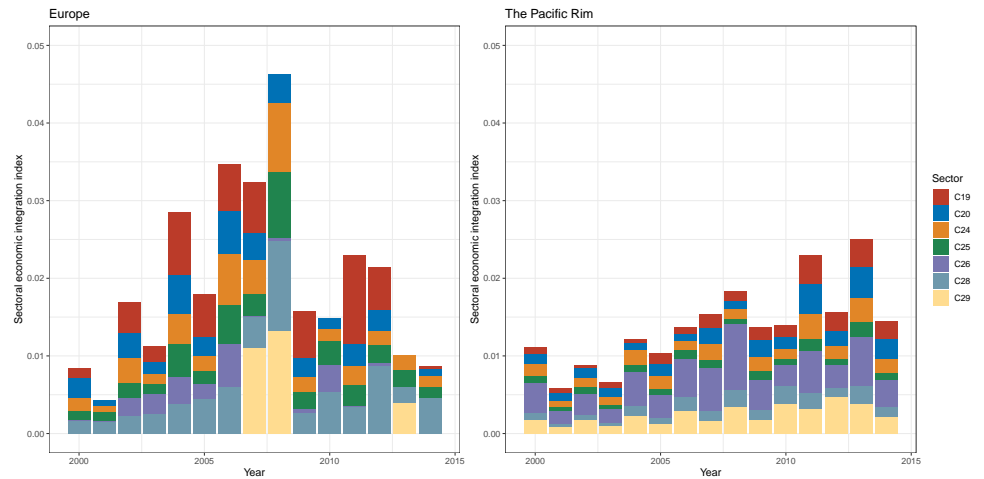 Europe
0.05
0.04
0.03
0.02
0.01
0.00
2000 2005 2010 2015
Year
Sectoral economic integration index
The Pacific Rim
0.05
0.04
0.03
0.02
0.01
0.00
2000 2005 2010 2015
Year
Sectoral economic integration index
Sector
C19
C20
C24
C25
C26
C28
C29